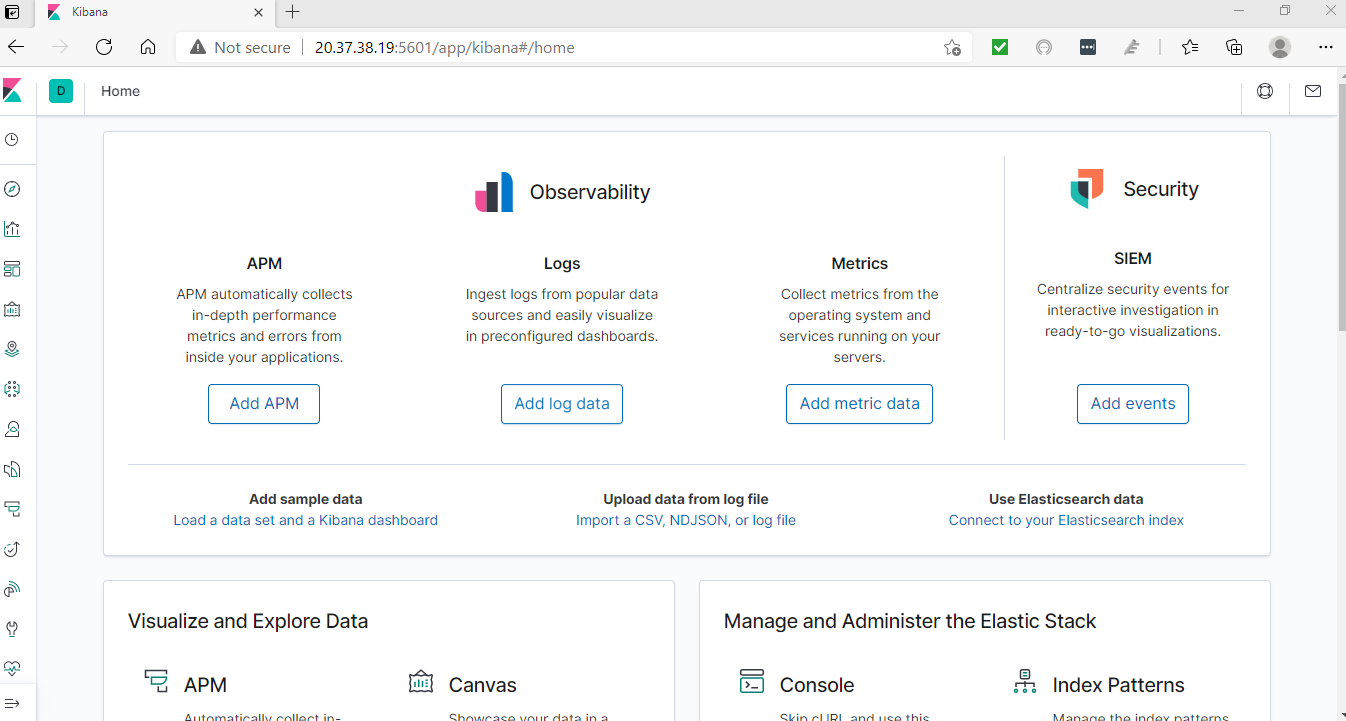 Kibana
Not secure
20.37.38.19:5601/app/kibana#/home
D
Home
Observability
Security
APM
APM automatically collects
in-depth performance
metrics and errors from
inside your applications.
Add APM
Logs
Ingest logs from popular data
sources and easily visualize
in preconfigured dashboards.
Add log data
Metrics
Collect metrics from the
operating system and
services running on your
servers.
Add metric data
SIEM
Centralize security events for
interactive investigation in
ready-to-go visualizations.
Add events
Add sample data
Load a data set and a Kibana dashboard
Upload data from log file
Import a CSV, NDJSON, or log file
Use Elasticsearch data
Connect to your Elasticsearch index
Visualize and Explore Data
APM
Automatically collect in-
Canvas
Showcase your data in a
Manage and Administer the Elastic Stack
Console
Skip cURL and use this
Index Patterns
Manage the index patterns